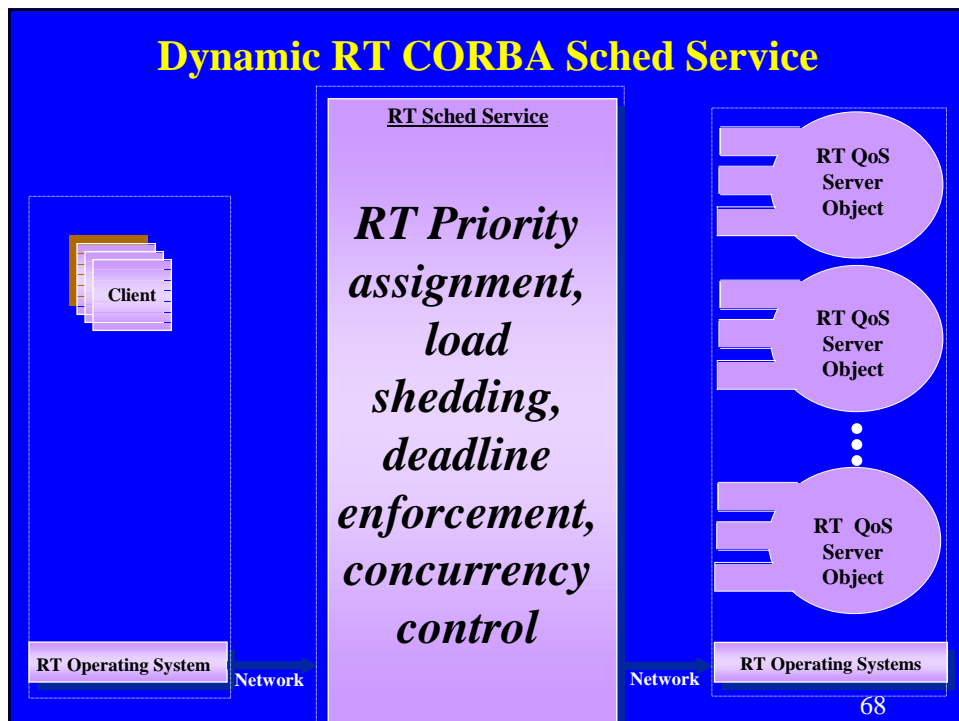 Dynamic RT CORBA Sched Service
RT Sched Service
RT Priority
assignment,
load
shedding,
deadline
enforcement,
concurrency
control
Client
RT Operating System
Network
RT QoS
Server
Object
RT QoS
Server
Object
RT QoS
Server
Object
Network
RT Operating Systems
68